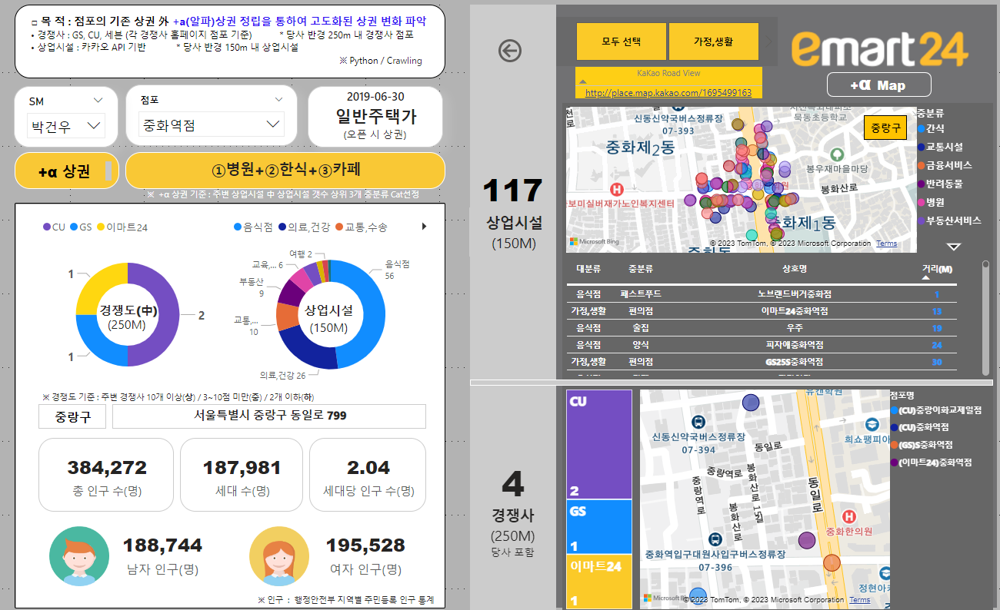 □ 목 적 : 점포의 기존 상권 外 +a(알파)상권 정립을 통하여 고도화된 상권 변화 파악
• 경쟁사 : GS, CU, 세븐 (각 경쟁사 홈페이지 점포 기준) * 당사 반경 250m 내 경쟁사 점포
• 상업시설 : 카카오 API 기반 * 당사 반경 150m 내 상업시설
※ Python / Crawling
SM
박건우
점포
중화역점
2019-06-30
일반주택가
(오픈 시 상권)
+α 상권
①병원+②한식+③카페
※ +α 상권 기준 : 주변 상업시설 中 상업시설 갯수 상위 3개 중분류 Cat선정
CU GS 이마트24
1
2
1
경쟁도(中)
(250M)
음식점 의료,건강 교통,수송
여행 2
교육,... 6
부동산
9
교통,...
10
의료,건강 26
음식점
56
상업시설
(150M)
※ 경쟁도 기준 : 주변 경쟁사 10개 이상(상) / 3~10점 미만(중) / 2개 이하(하)
중랑구
서울특별시 중랑구 동일로 799
384,272
총 인구 수(명)
187,981
세대 수(명)
2.04
세대당 인구 수(명)
188,744
남자 인구(명)
195,528
여자 인구(명)
※ 인구 : 행정안전부 지역별 주민등록 인구 통계
117
상업시설
(150M)
4
경쟁사
(250M)
당사 포함
모두 선택
가정,생활
KaKao Road View
http://place.map.kakao.com/1695499163
emart24
+α Map
신동신약국버스정류장
07-393
묵동초등학교
중랑구
중화제2동
봉우재마을마당
봉화산로
H
보미실버재가노인복지센터
중화제1동
Microsoft Bing
© 2023 TomTom, © 2023 Microsoft Corporation Terms
중분류
간식
교통시설
금융서비스
반려동물
병원
부동산서비스
대분류 중분류 상호명 거리(M)
음식점 패스트푸드 노브랜드버거중화점 1
가정,생활 편의점 이마트24중화역점 13
음식점 술집 우주 19
음식점 양식 피자에중화역점 24
가정,생활 편의점 GS25S중화역점 30
CU
2
GS
1
이마트24
1
신동신약국버스정류장
07-394
동일로
중랑역로
중랑역로
봉화산로 15길
봉화산로
동일로
H
중화한의원
중화역입구대원사입구버스정류장
07-396
정현아
© 2023 TomTom, © 2023 Microsoft Corporation Terms
점포명
(CU)중랑이화교제일점
(CU)중화역점
(GS)S중화역점
(이마트24)중화역점